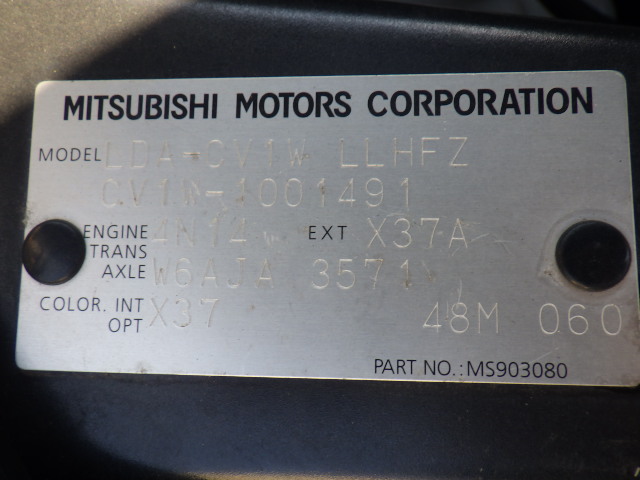 MITSUBISHI MOTORS CORPORATION
MODEL LDA-CV1W LLHFZ
CV1W-1001491
ENGINE 4N14 EXT X37A
TRANS
AXLE W6AJA 3571
COLOR. INT X37
OPT 48M 060
PART NO.:MS903080